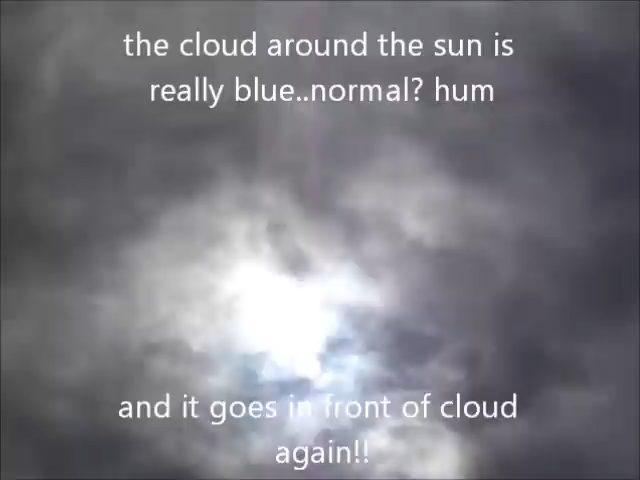 the cloud around the sun is
really blue..normal? hum
and it goes in front of cloud
again!!